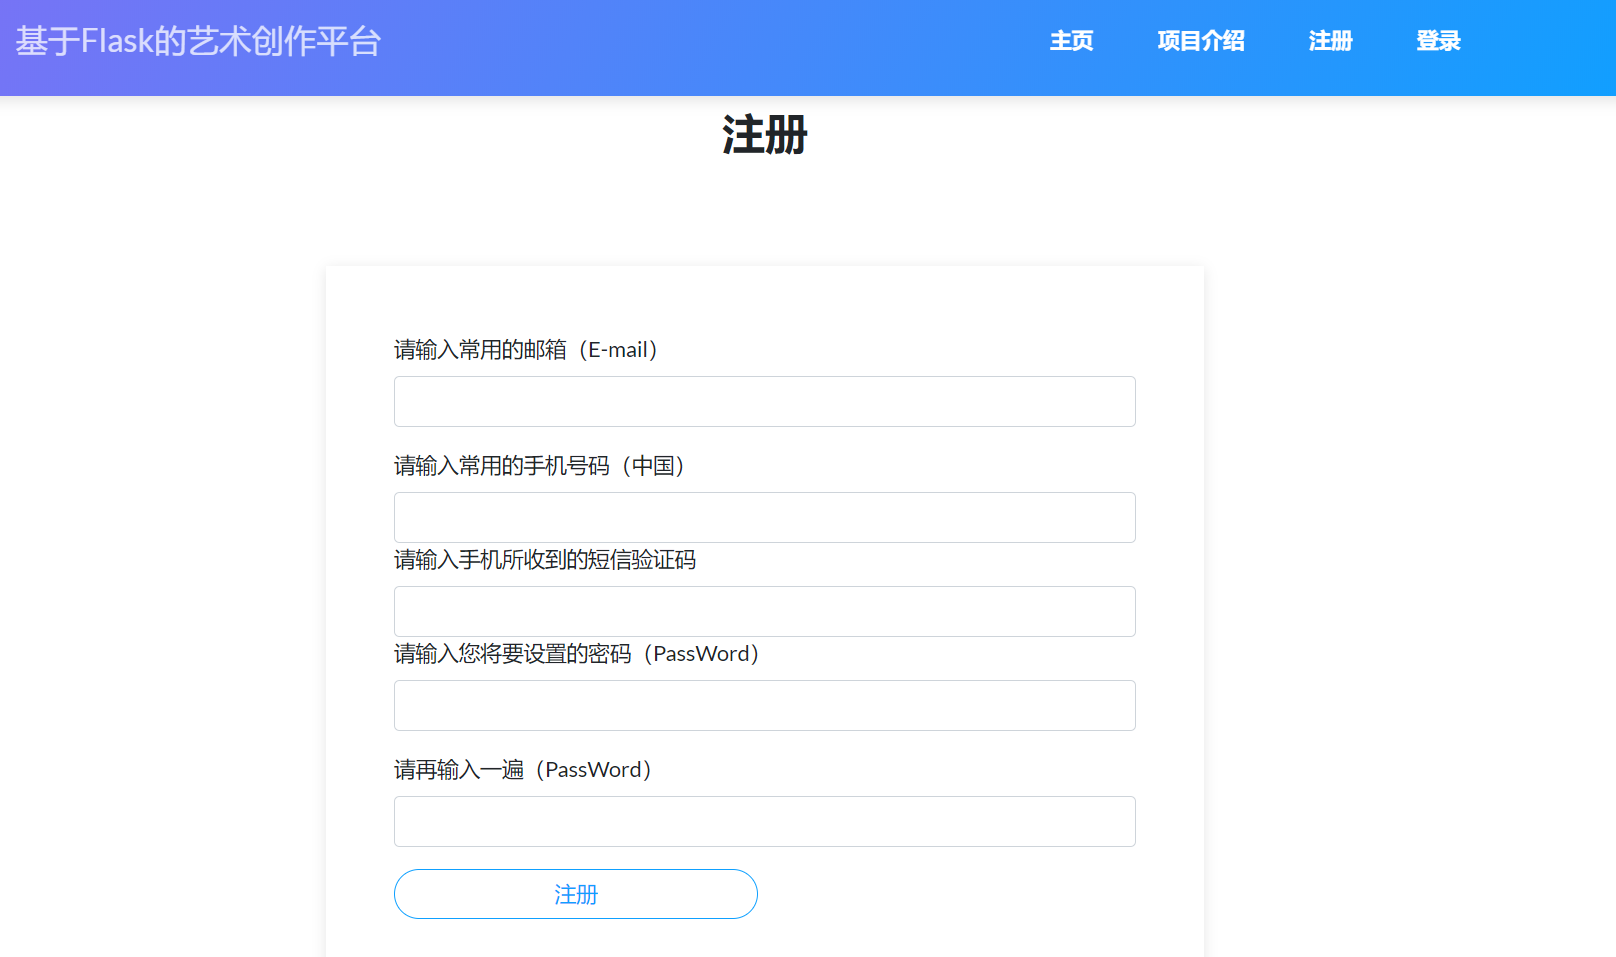 基于Flask的艺术创作平台
主页 项目介绍 注册 登录
注册
请输入常用的邮箱（E-mail）
请输入常用的手机号码（中国）
请输入手机所收到的短信验证码
请输入您将要设置的密码（PassWord）
请再输入一遍（PassWord）
注册